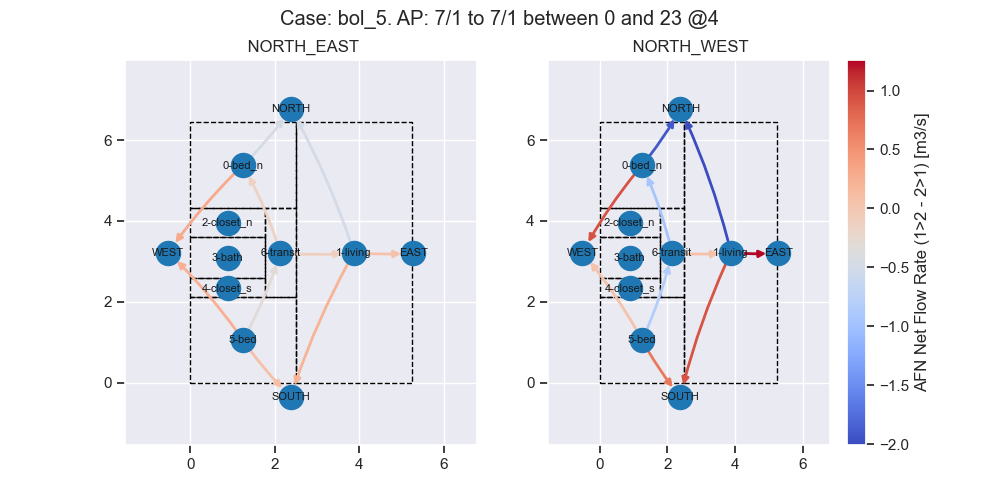 Case: bol_5. AP: 7/1 to 7/1 between 0 and 23 @4
NORTH_EAST
NORTH
0-bed_n
2-closet_n
WEST
3-bath
6-transit
1-living
EAST
4-closet_s
5-bed
SOUTH
6
4
2
0
0
2
4
6
NORTH_WEST
NORTH
0-bed_n
2-closet_n
WEST
3-bath
6-transit
1-living
EAST
4-closet_s
5-bed
SOUTH
0
2
4
6
1.0
0.5
0.0
-0.5
-1.0
-1.5
-2.0
AFN Net Flow Rate (1>2 - 2>1) [m3/s]